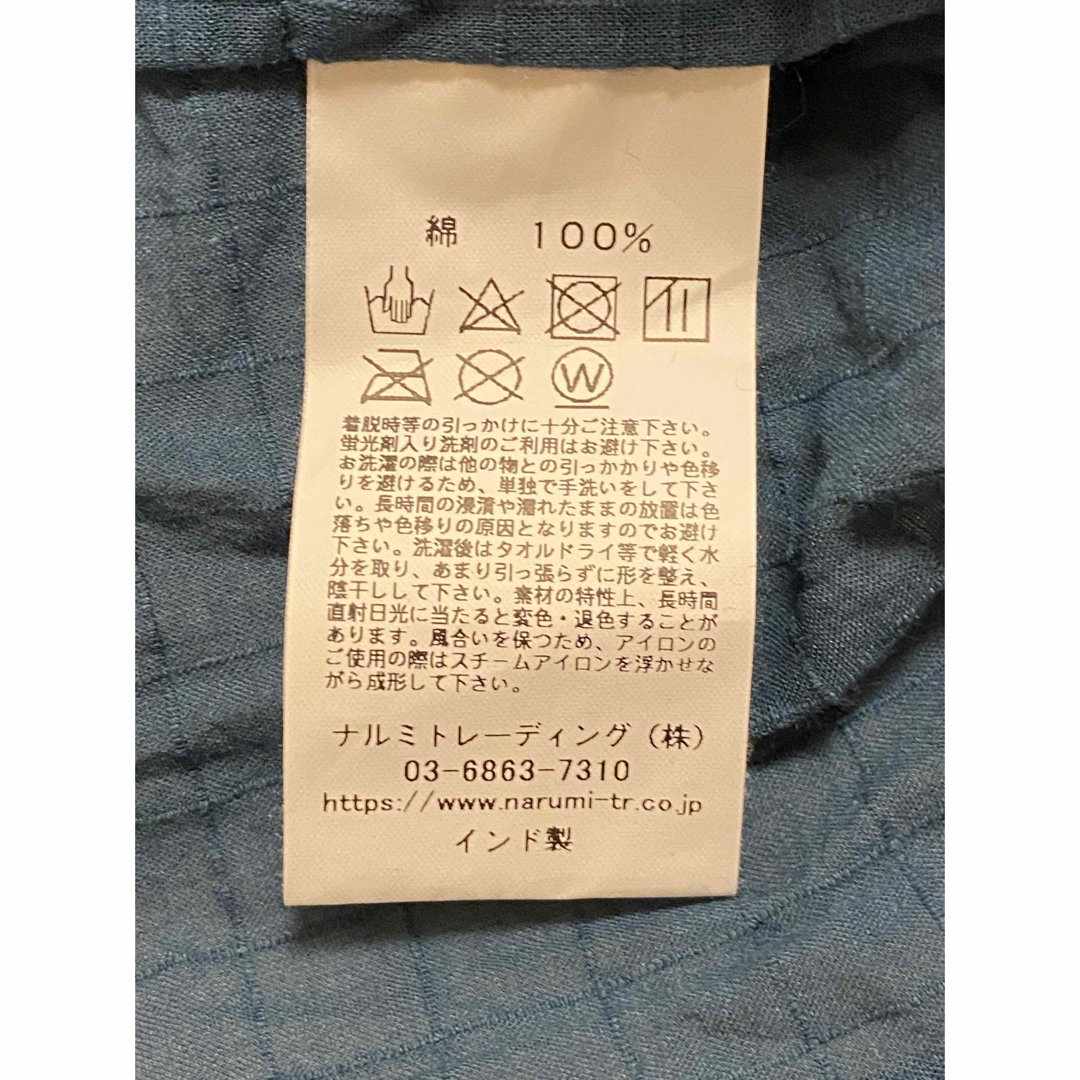 綿 100%
W
着脱時等の引っかけに十分ご注意下さい。
蛍光剤入り洗剤のご利用はお避け下さい。
お洗濯の際は他の物との引っかかりや色移
りを避けるため、単独で手洗いをして下さ
い。長時間の浸漬や濡れたままの放置は色
落ちや色移りの原因となりますのでお避け
下さい。洗濯後はタオルドライ等で軽く水
分を取り、あまり引っ張らずに形を整え、
陰干しして下さい。素材の特性上、長時間
直射日光に当たると変色・退色することが
あります。風合いを保つため、アイロンの
ご使用の際はスチームアイロンを浮かせな
がら成形して下さい。
ナルミトレーディング(株)
03-6863-7310
https://www.narumi-tr.co.jp
インド製